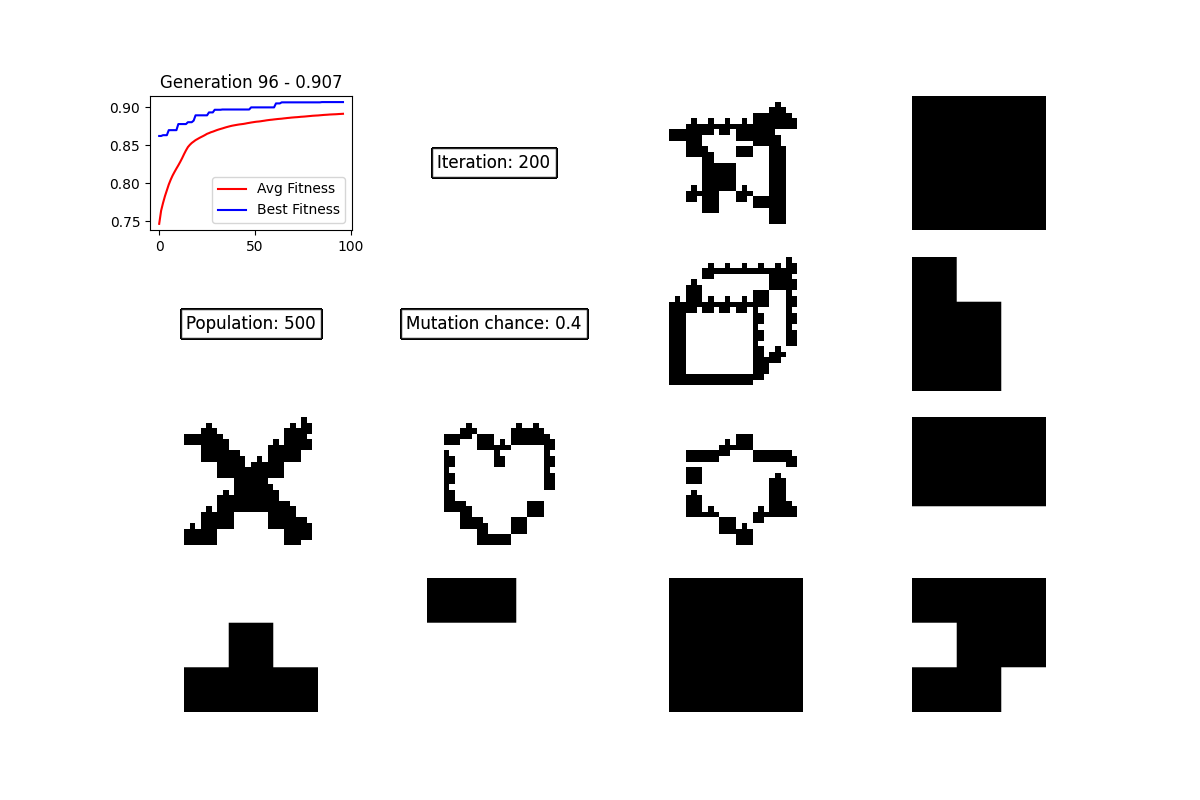 Generation 96 - 0.907
0.90
0.85
0.80
0.75
Avg Fitness
Best Fitness
0
50
100
Iteration: 200
Population: 500
Mutation chance: 0.4